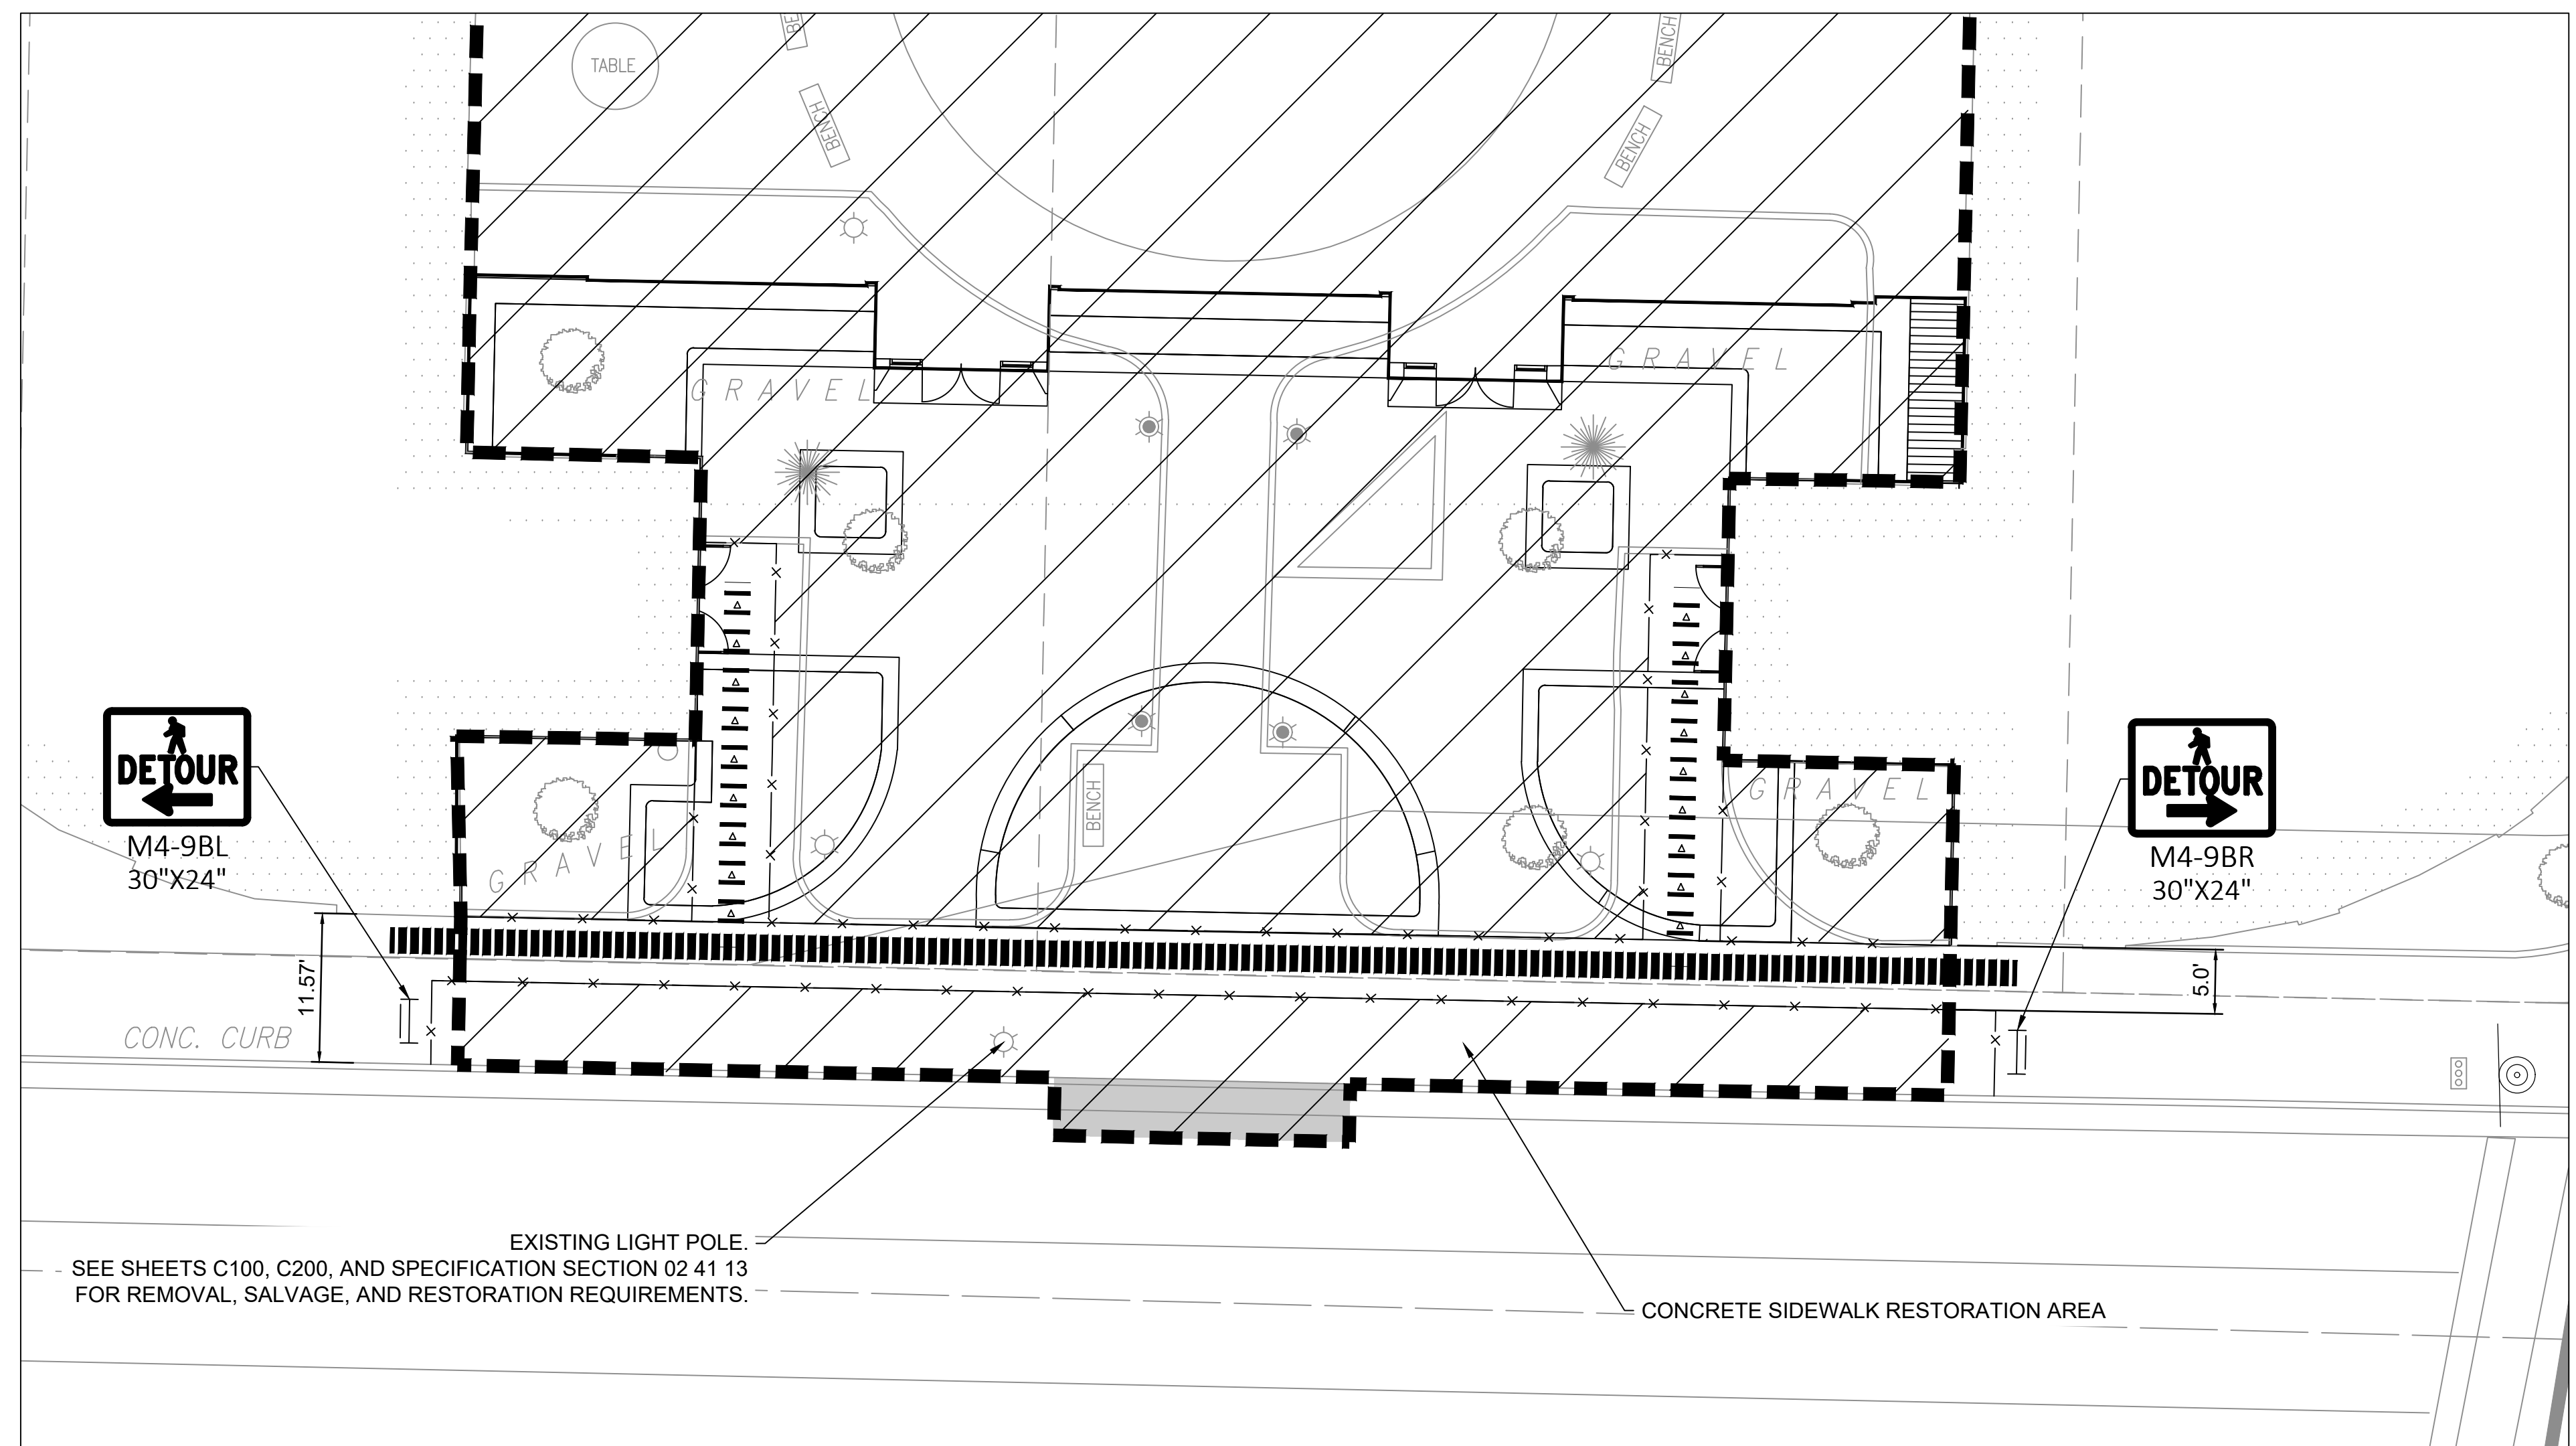 BE
BENCH
TABLE
BENCH
BENCH
GRAVEL
GRAVEL
DETOUR
M4-9BL
30"X24"
DETOUR
M4-9BR
30"X24"
GRAVEL
BENCH
GRAVEL
11.57'
5.0'
CONC. CURB
EXISTING LIGHT POLE.
SEE SHEETS C100, C200, AND SPECIFICATION SECTION 02 41 13
FOR REMOVAL, SALVAGE, AND RESTORATION REQUIREMENTS.
CONCRETE SIDEWALK RESTORATION AREA